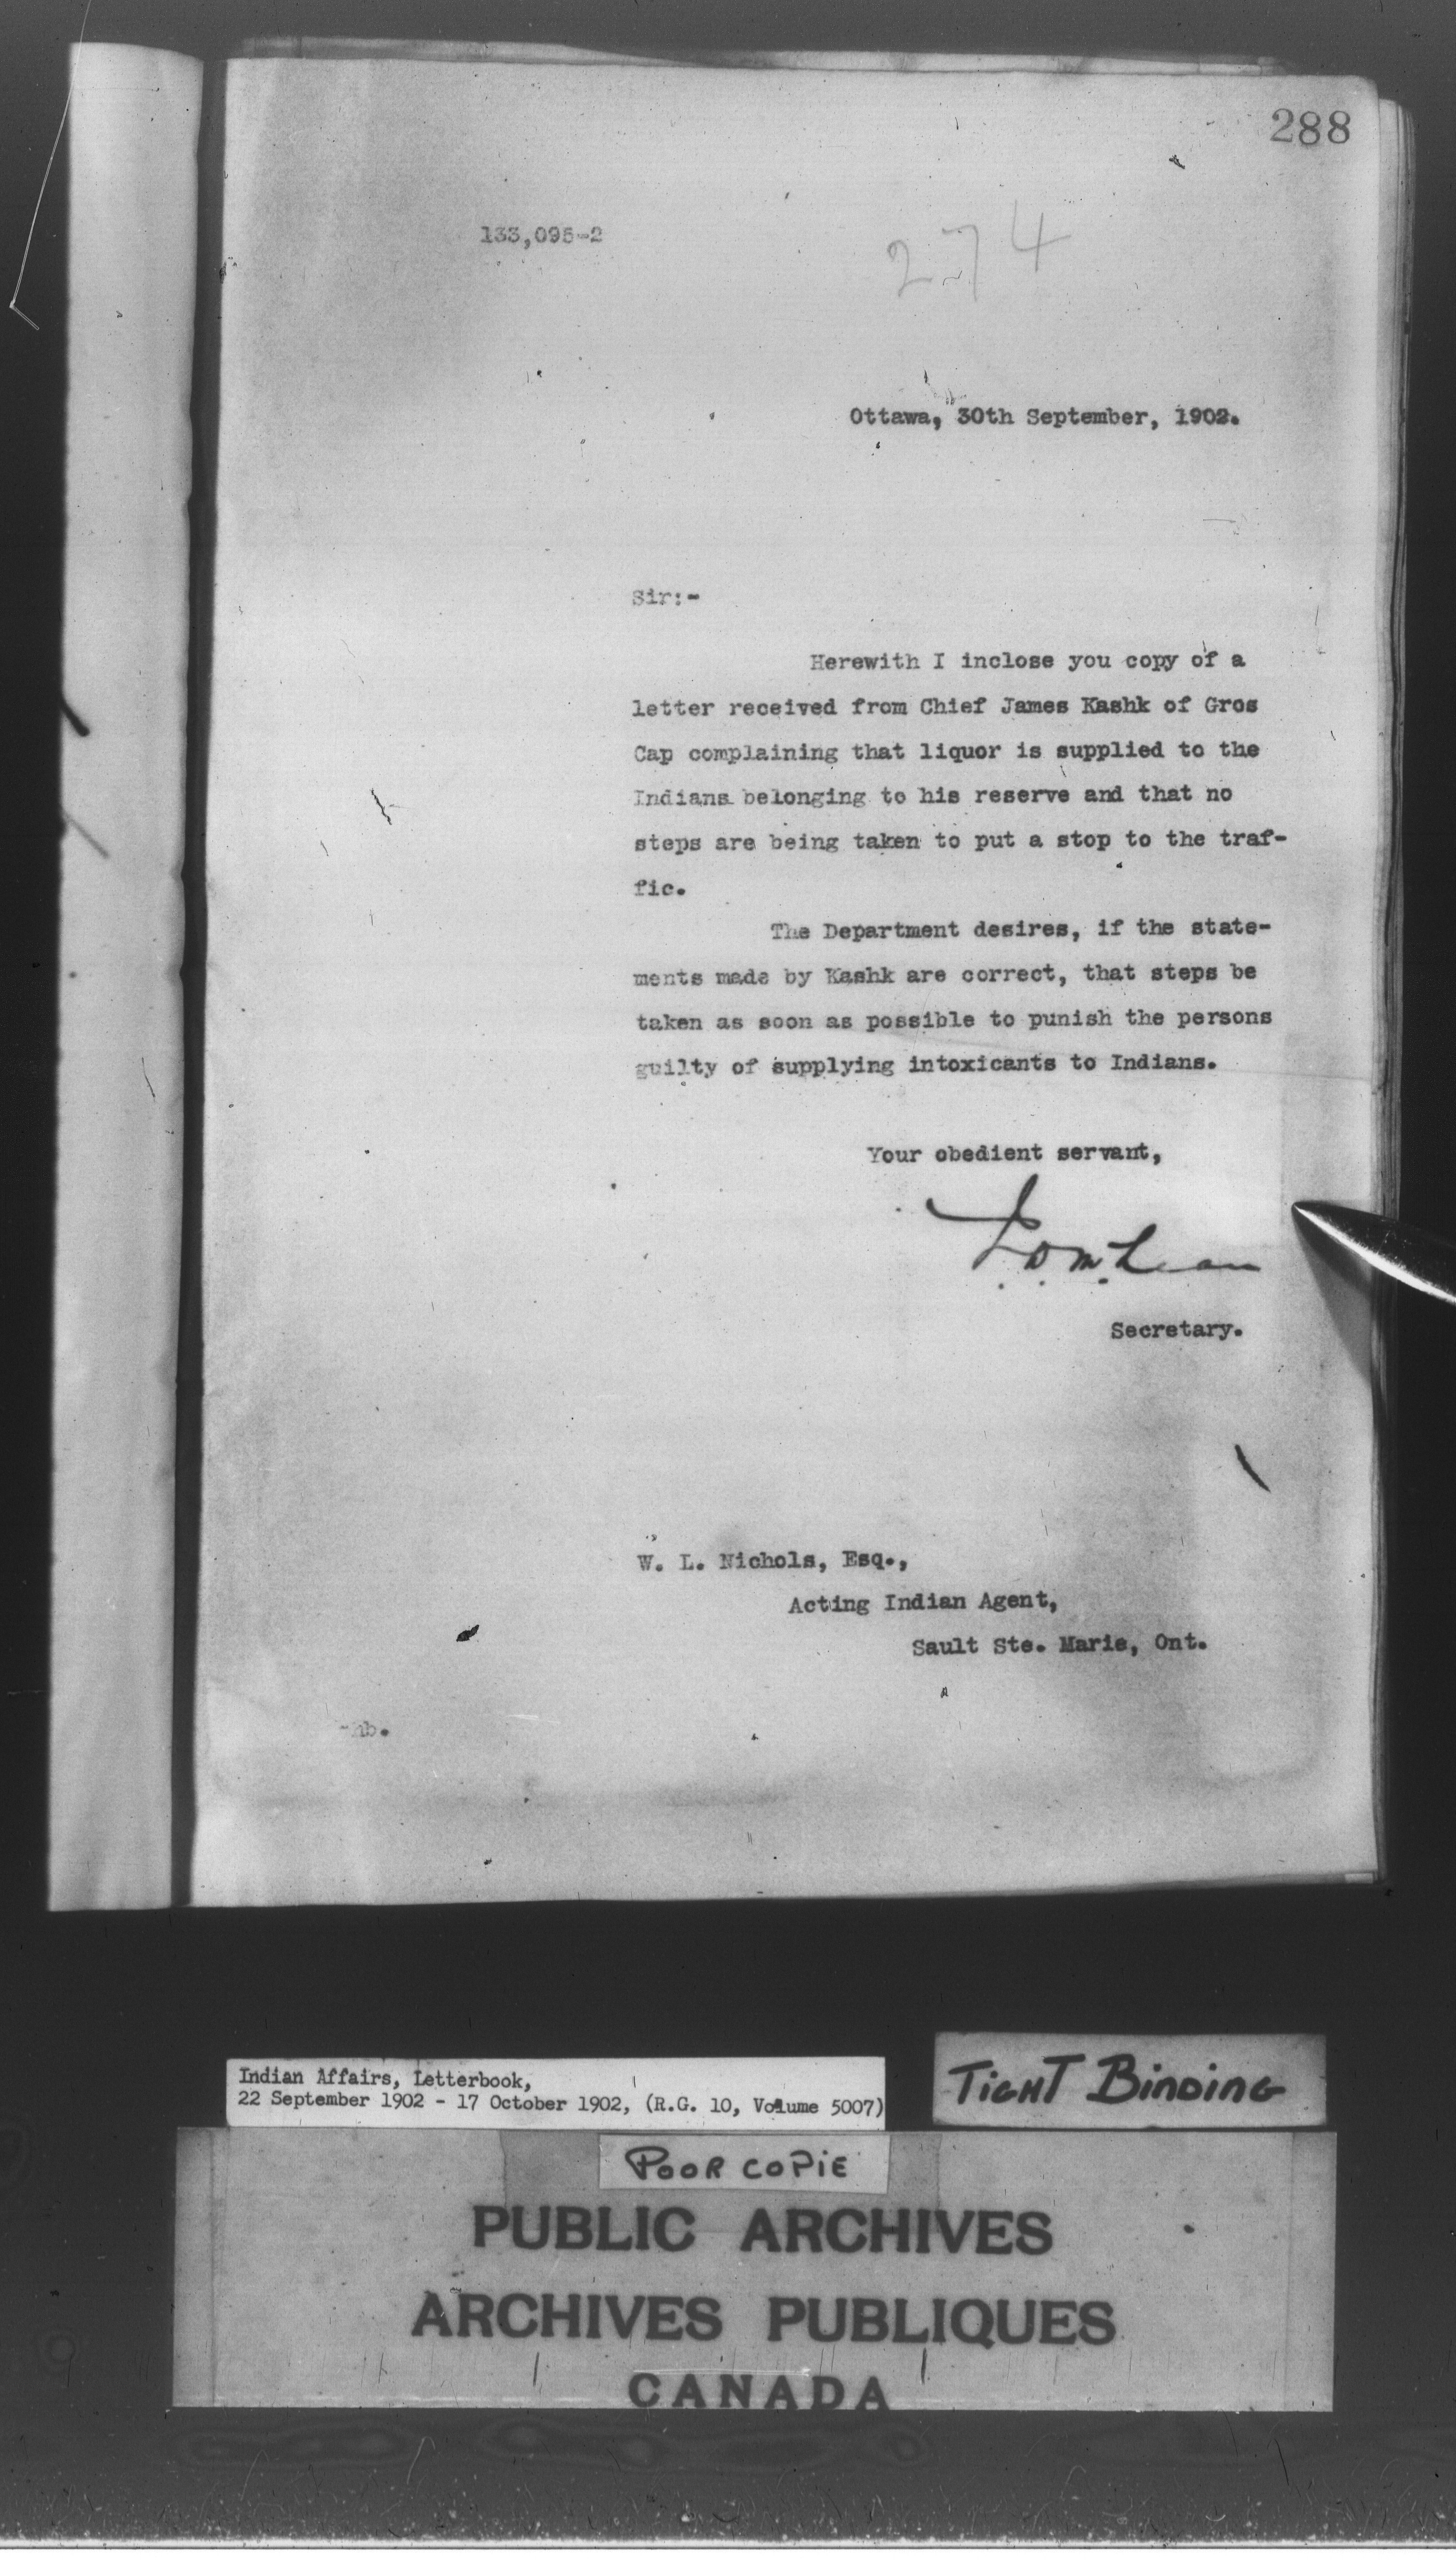 288
133,095-2
274
Ottawa, 30th September, 1902.
Sir:-
Herewith I inclose you copy of a
letter received from Chief James Kashk of Gros
Cap complaining that liquor is supplied to the
Indians belonging to his reserve and that no
steps are being taken to put a stop to the traf-
fic.
The Department desires, if the state-
ments made by Kashk are correct, that steps be
taken as soon as possible to punish the persons
guilty of supplying intoxicants to Indians.
Your obedient servant,
J. D. McLean
Secretary.
W. L. Nichols, Esq.,
Acting Indian Agent,
Sault Ste. Marie, Ont.
-hb.
Indian Affairs, Letterbook,
22 September 1902 - 17 October 1902, (R.G. 10, Volume 5007)
TIGHT BINDING
POOR COPIE
PUBLIC ARCHIVES
ARCHIVES PUBLIQUES
CANADA